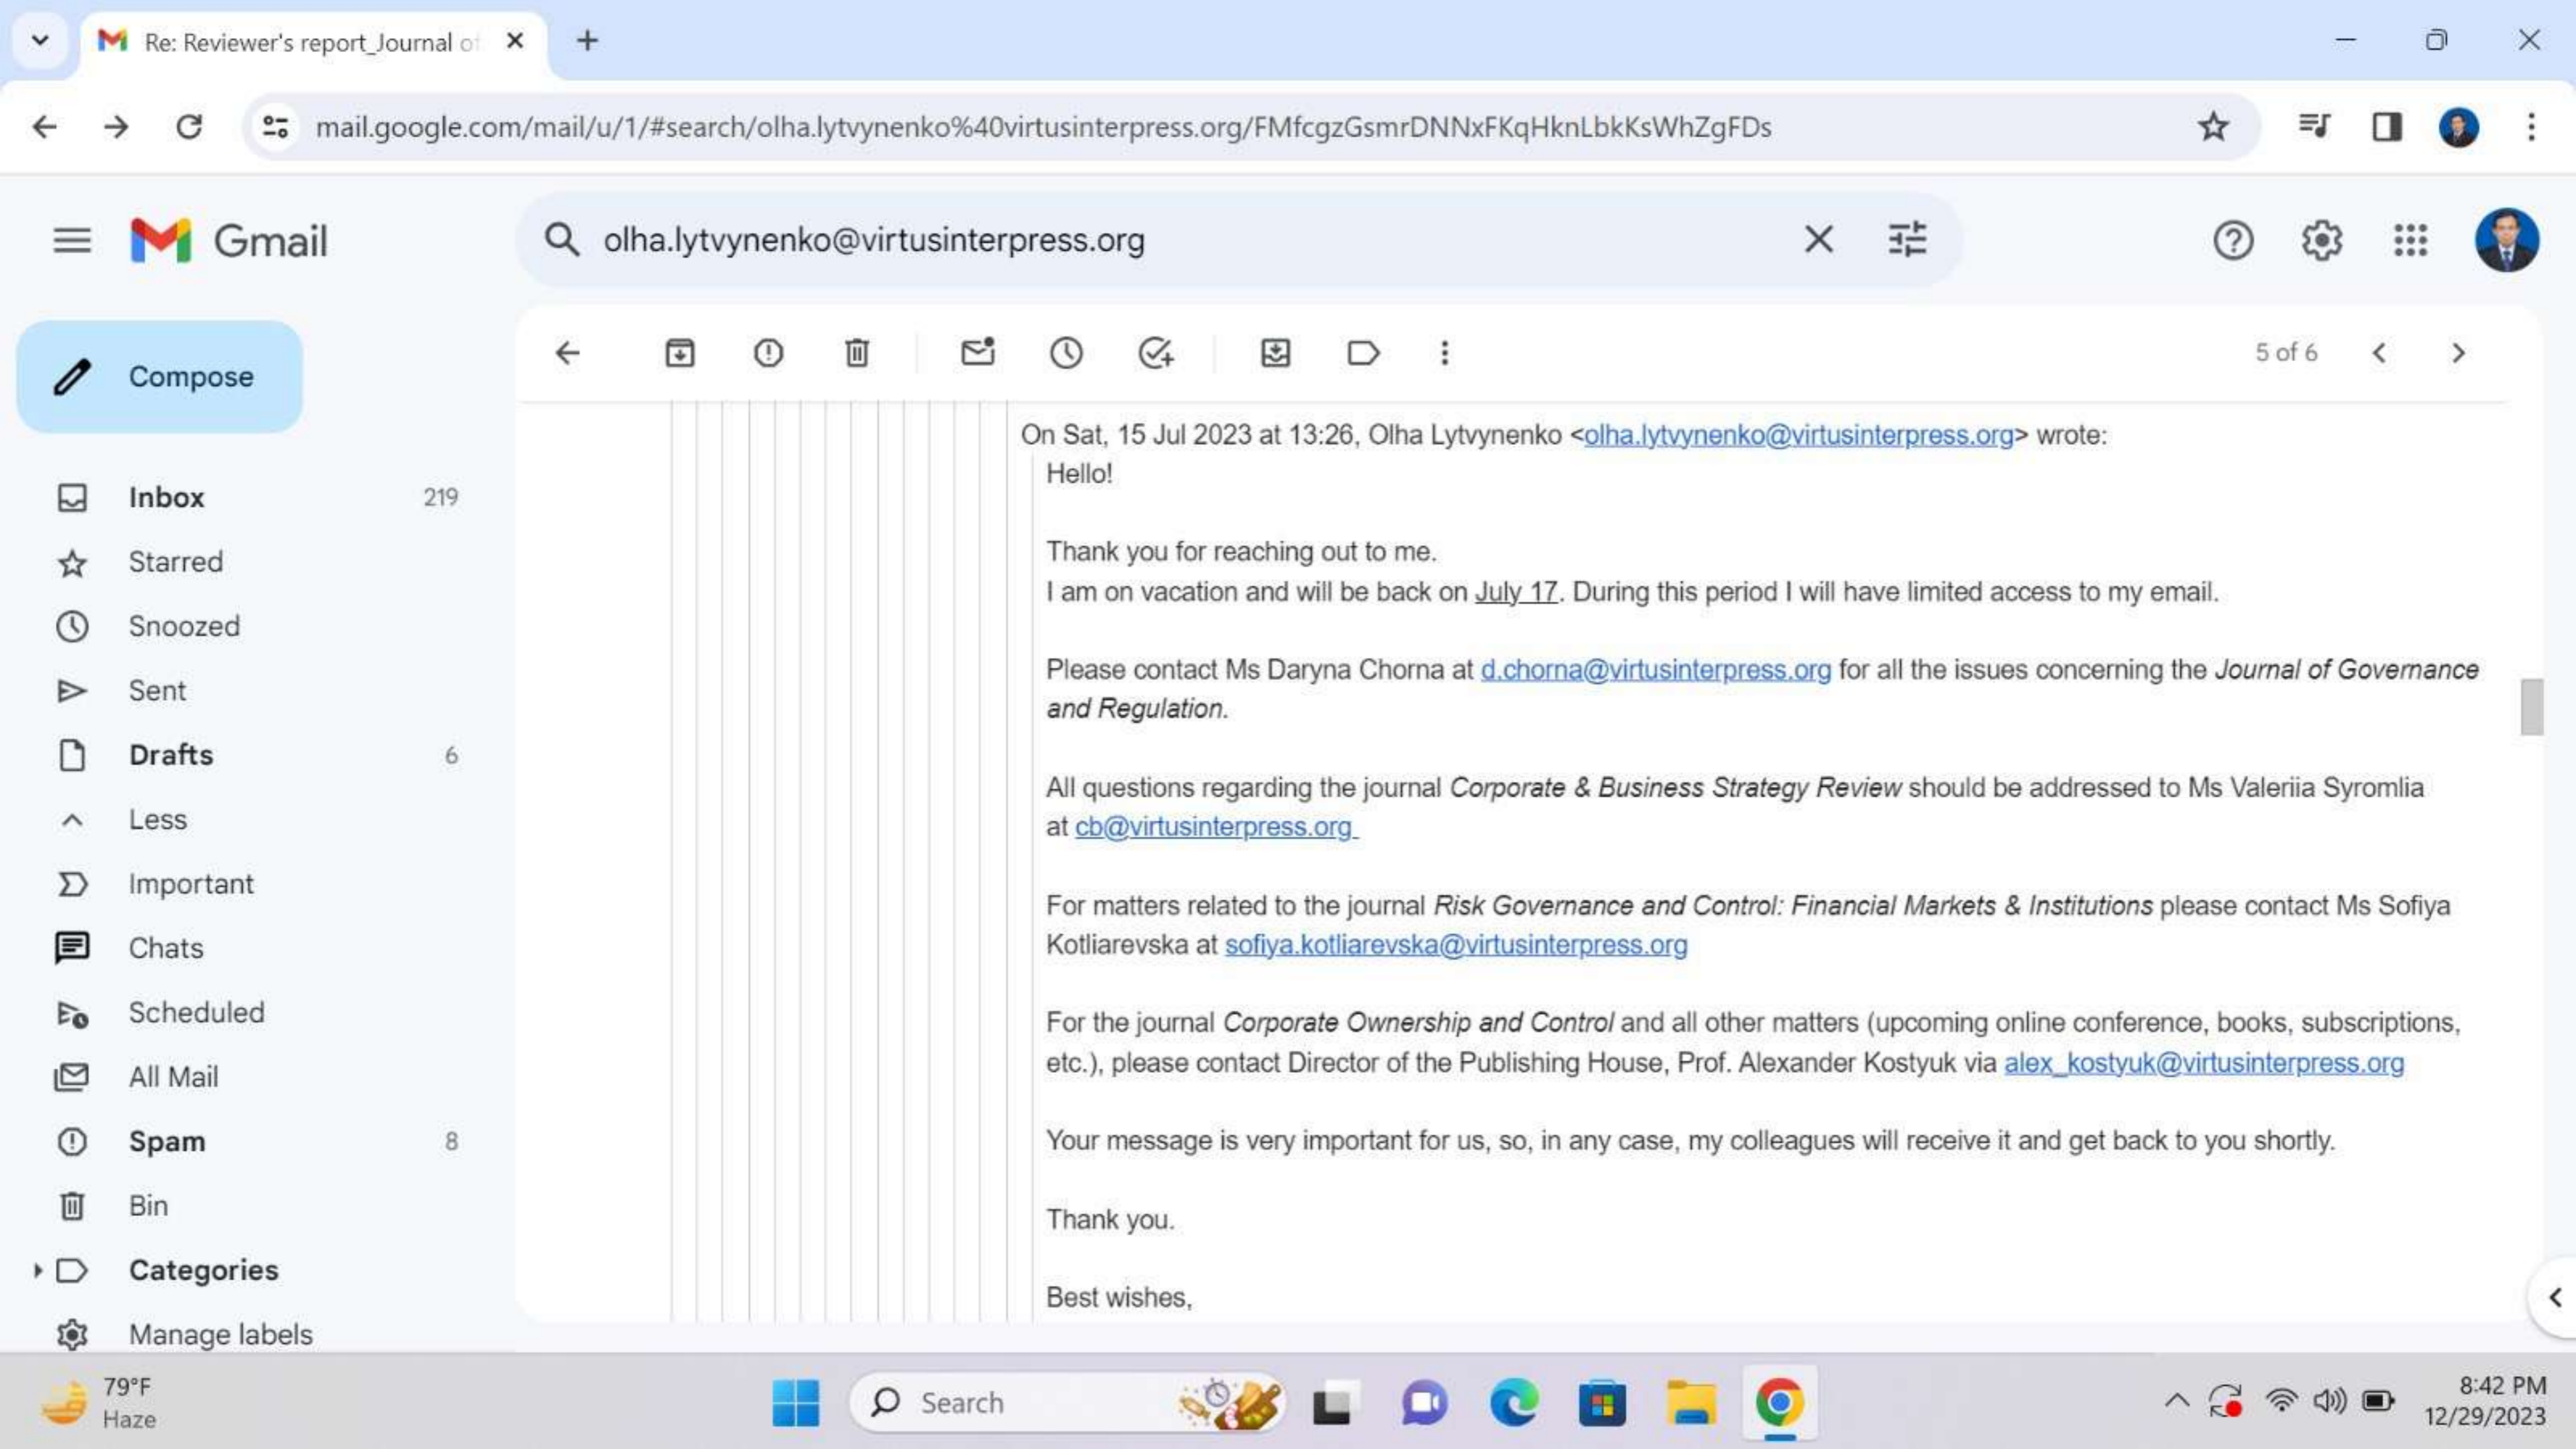 Re: Reviewer's report_Journal of
mail.google.com/mail/u/1/#search/olha.lytvynenko%40virtusinterpress.org/FMfcgzGsmrDNNxFKqHknLbkKsWhZgFDs
Gmail
olha.lytvynenko@virtusinterpress.org
Compose
5 of 6
Inbox 219
Starred
Snoozed
Sent
Drafts 6
Less
Important
Chats
Scheduled
All Mail
Spam 8
Bin
Categories
Manage labels
On Sat, 15 Jul 2023 at 13:26, Olha Lytvynenko <olha.lytvynenko@virtusinterpress.org> wrote:
Hello!
Thank you for reaching out to me.
I am on vacation and will be back on July 17. During this period I will have limited access to my email.
Please contact Ms Daryna Chorna at d.chorna@virtusinterpress.org for all the issues concerning the Journal of Governance
and Regulation.
All questions regarding the journal Corporate & Business Strategy Review should be addressed to Ms Valeriia Syromlia
at cb@virtusinterpress.org
For matters related to the journal Risk Governance and Control: Financial Markets & Institutions please contact Ms Sofiya
Kotliarevska at sofiya.kotliarevska@virtusinterpress.org
For the journal Corporate Ownership and Control and all other matters (upcoming online conference, books, subscriptions,
etc.), please contact Director of the Publishing House, Prof. Alexander Kostyuk via alex_kostyuk@virtusinterpress.org
Your message is very important for us, so, in any case, my colleagues will receive it and get back to you shortly.
Thank you.
Best wishes,
79°F
Haze
Search
8:42 PM
12/29/2023